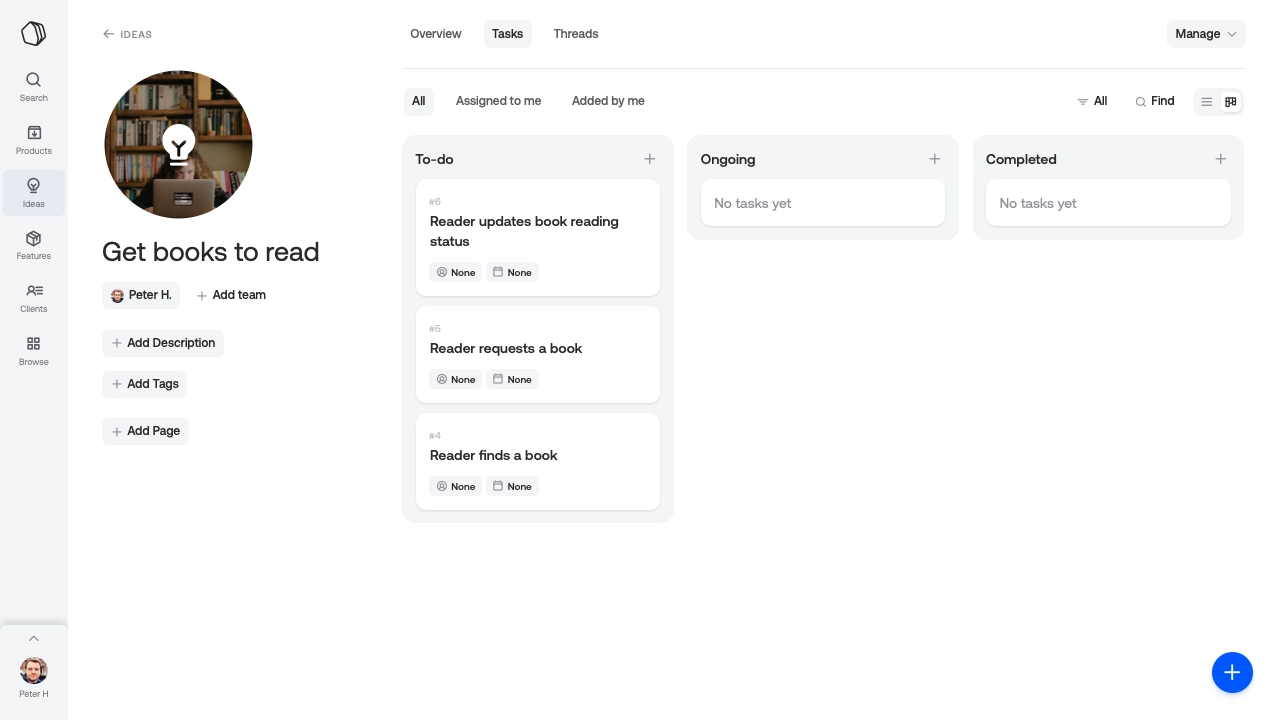 Search
Products
Ideas
Features
Clients
Browse
Peter H
IDEAS
Get books to read
Peter H.
Add team
Add Description
Add Tags
Add Page
Overview
Tasks
Threads
Manage
All
Assigned to me
Added by me
All
Find
To-do
#6
Reader updates book reading
status
None
None
#5
Reader requests a book
None
None
#4
Reader finds a book
None
None
Ongoing
No tasks yet
Completed
No tasks yet